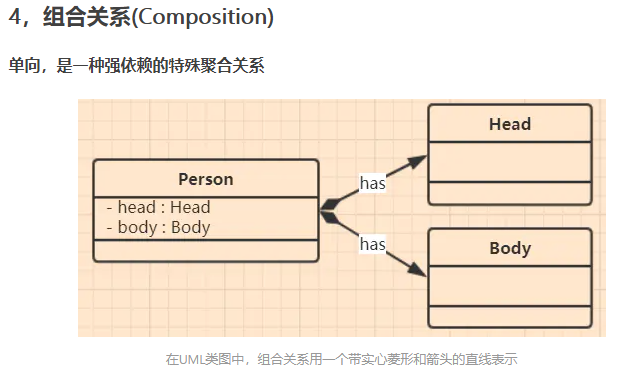 4，组合关系(Composition)
单向，是一种强依赖的特殊聚合关系
Head
Person
- head : Head
- body : Body
has
has
Body
在UML类图中，组合关系用一个带实心菱形和箭头的直线表示